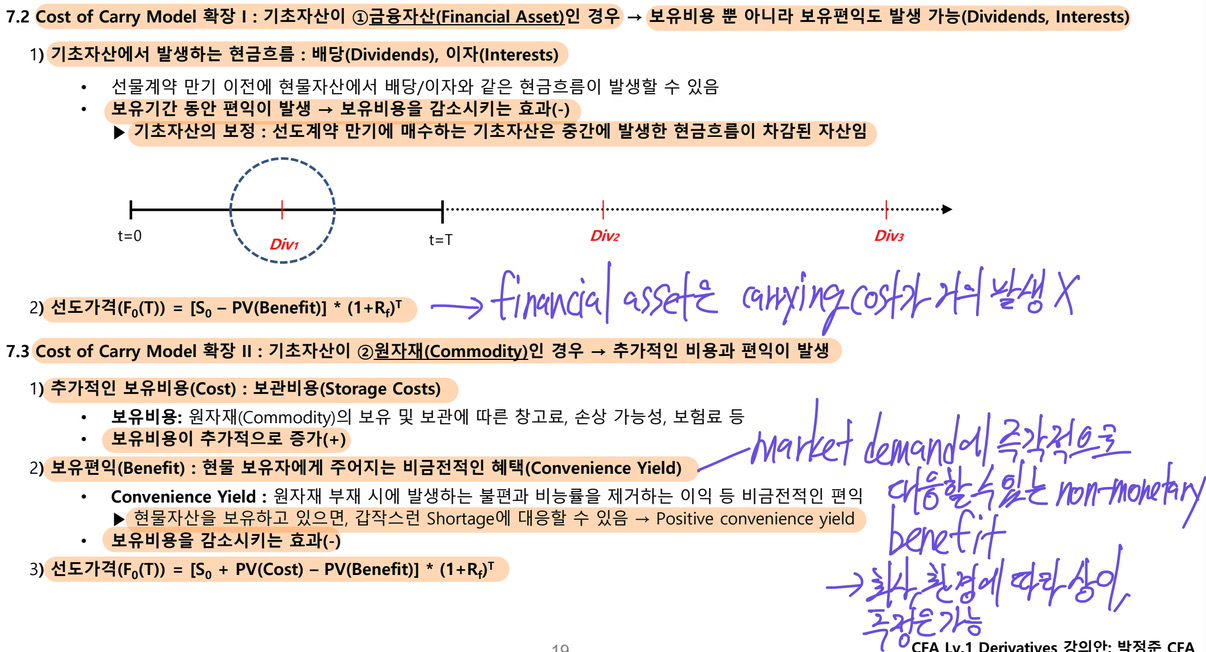 7.2 Cost of Carry Model 확장 I : 기초자산이 ①금융자산(Financial Asset)인 경우 → 보유비용 뿐 아니라 보유편익도 발생 가능(Dividends, Interests)
1) 기초자산에서 발생하는 현금흐름 : 배당(Dividends), 이자(Interests)
• 선물계약 만기 이전에 현물자산에서 배당/이자와 같은 현금흐름이 발생할 수 있음
• 보유기간 동안 편익이 발생 → 보유비용을 감소시키는 효과(-)
▶ 기초자산의 보정 : 선도계약 만기에 매수하는 기초자산은 중간에 발생한 현금흐름이 차감된 자산임
t=0 Div₁ t=T Div₂ Div₃
2) 선도가격(F₀(T)) = [S₀ – PV(Benefit)] * (1+R_f)ᵀ → financial asset은 carrying cost가 거의 발생 X
7.3 Cost of Carry Model 확장 II : 기초자산이 ②원자재(Commodity)인 경우 → 추가적인 비용과 편익이 발생
1) 추가적인 보유비용(Cost) : 보관비용(Storage Costs)
• 보유비용: 원자재(Commodity)의 보유 및 보관에 따른 창고료, 손상 가능성, 보험료 등
• 보유비용이 추가적으로 증가(+)
2) 보유편익(Benefit) : 현물 보유자에게 주어지는 비금전적인 혜택(Convenience Yield)
• Convenience Yield : 원자재 부재 시에 발생하는 불편과 비능률을 제거하는 이익 등 비금전적인 편익
▶ 현물자산을 보유하고 있으면, 갑작스런 Shortage에 대응할 수 있음 → Positive convenience yield
• 보유비용을 감소시키는 효과(-)
3) 선도가격(F₀(T)) = [S₀ + PV(Cost) – PV(Benefit)] * (1+R_f)ᵀ
market demand에 즉각적으로
대응할 수 있는 non-monetary
benefit
→ 회사, 환경에 따라 상이,
측정은 가능
19
CFA Lv.1 Derivatives 강의안: 박정준 CFA